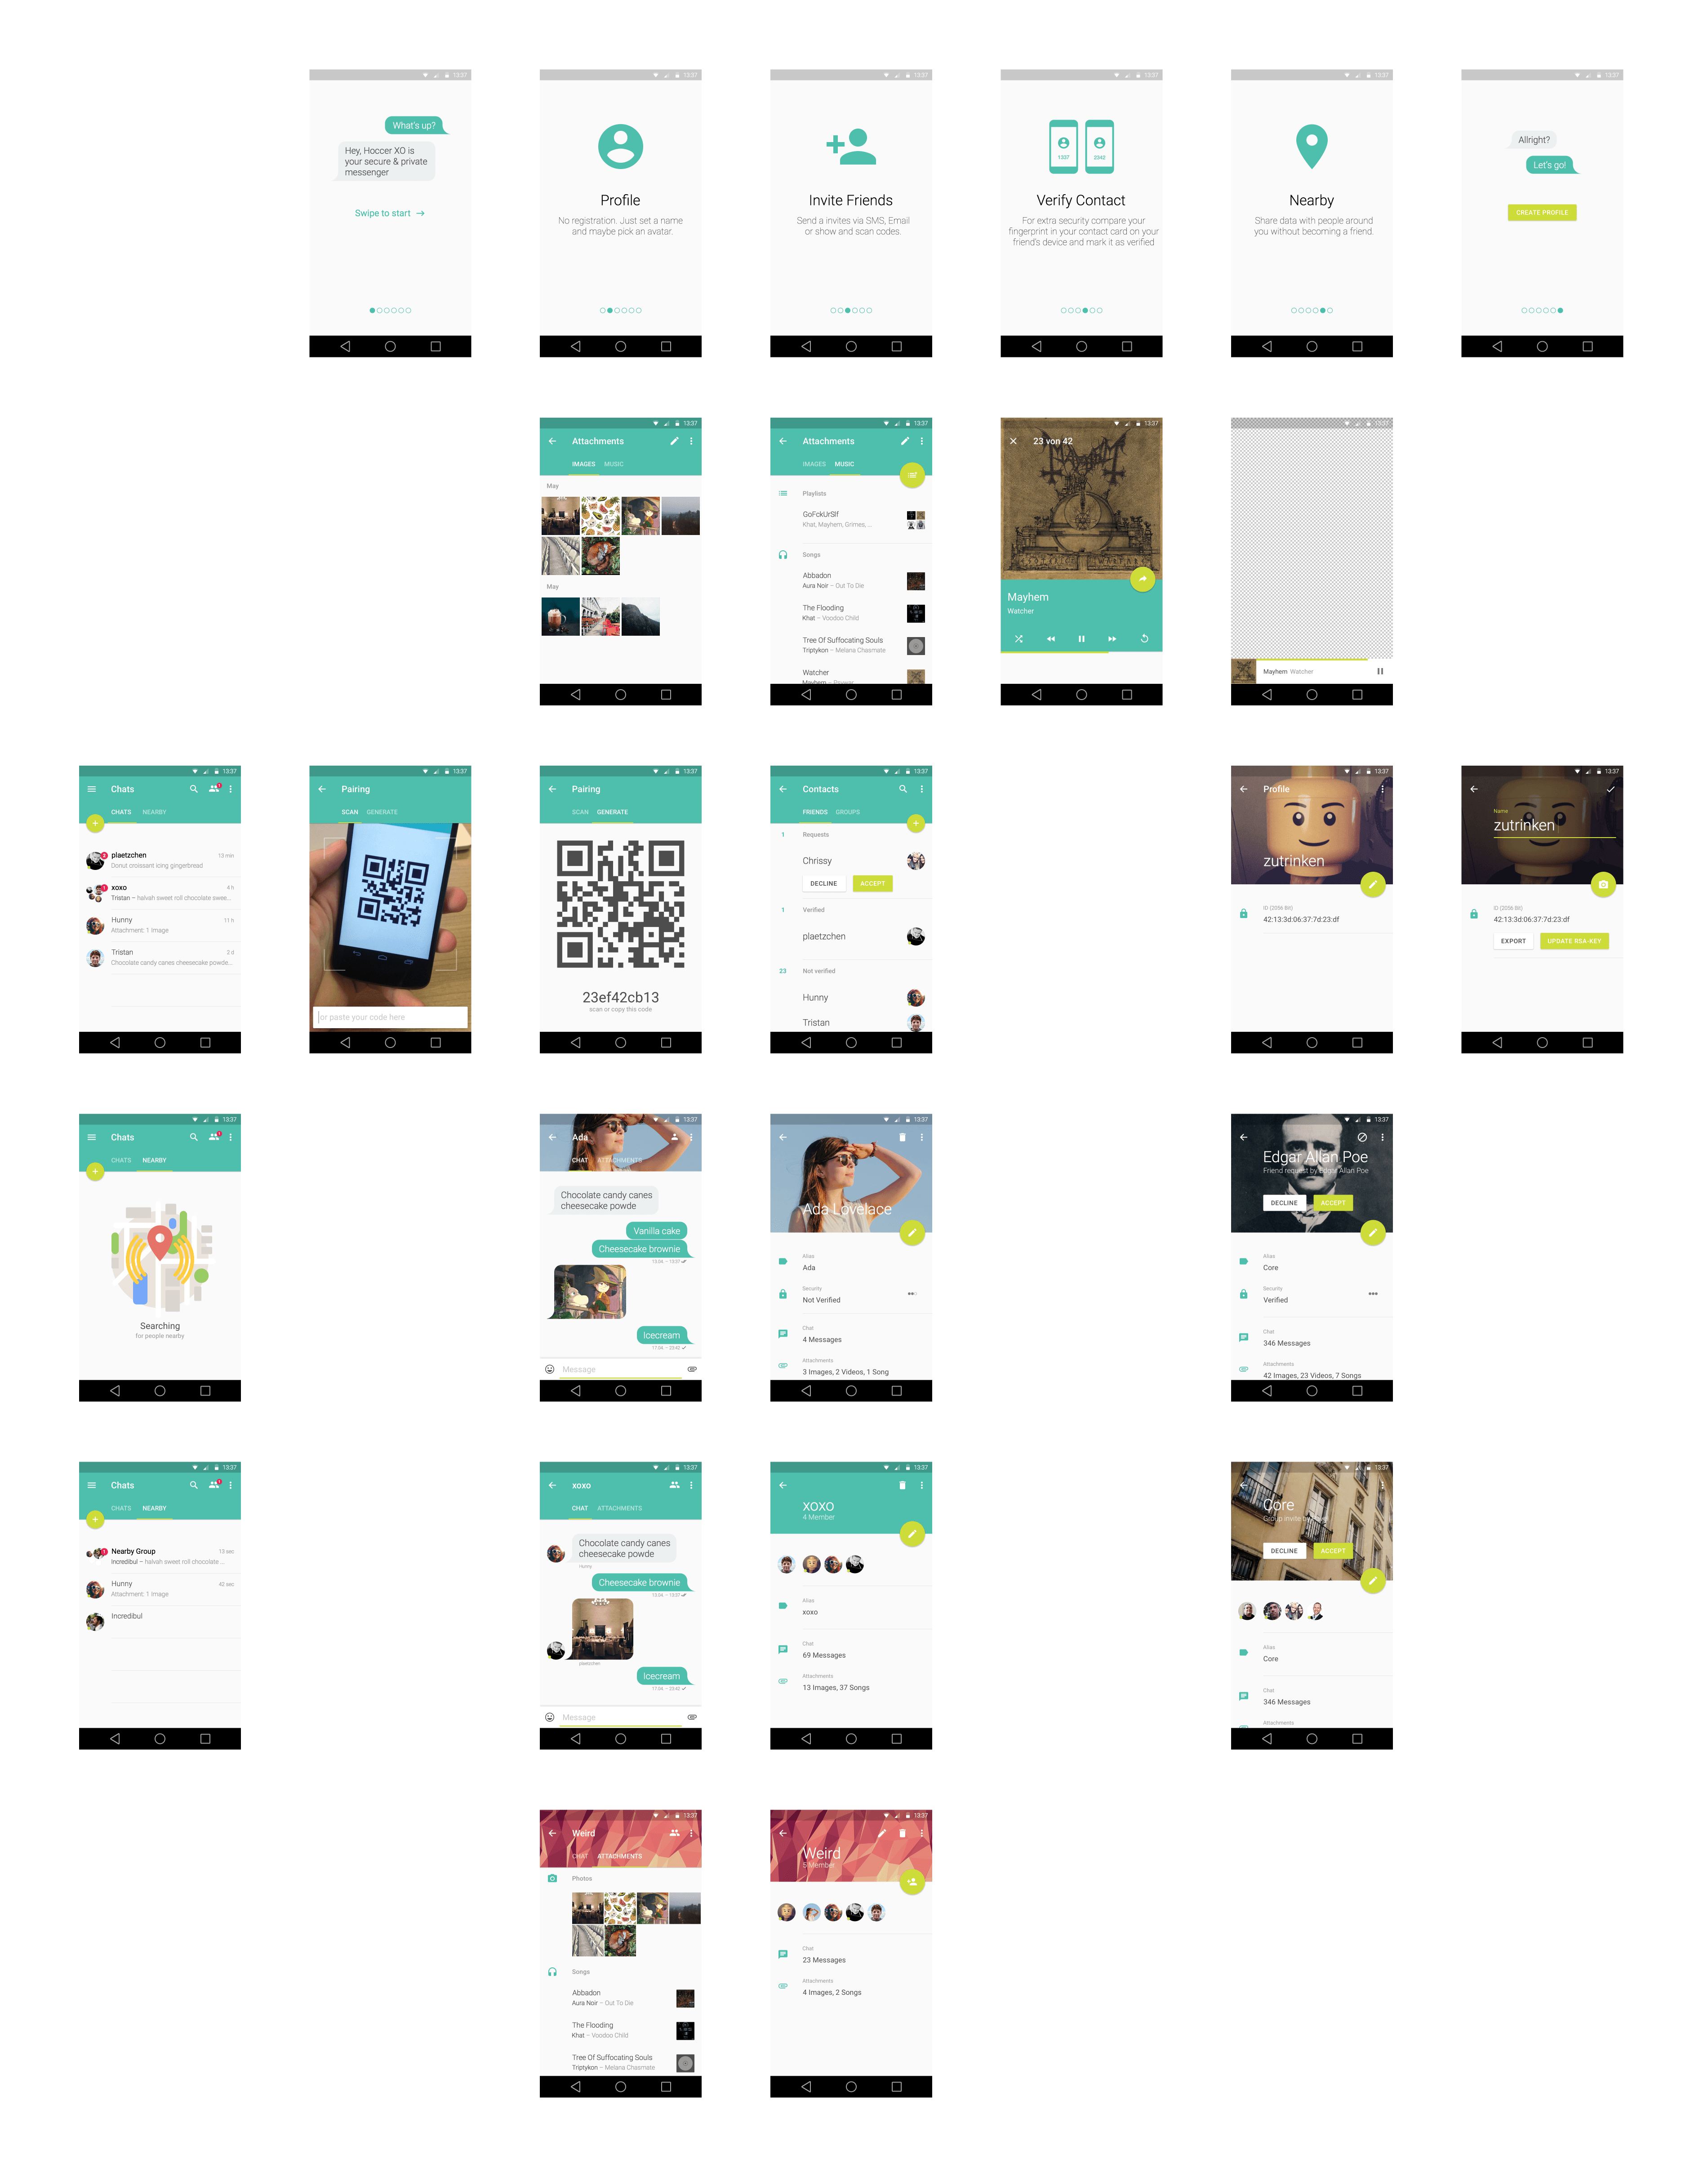 13:37
What's up?
Hey, Hoccer XO is
your secure & private
messenger
Swipe to start →
13:37
Profile
No registration. Just set a name
and maybe pick an avatar.
13:37
Invite Friends
Send a invites via SMS, Email
or show and scan codes.
13:37
1337
2342
Verify Contact
For extra security compare your
fingerprint in your contact card on your
friend's device and mark it as verified
13:37
Nearby
Share data with people around
you without becoming a friend.
13:37
Allright?
Let's go!
CREATE PROFILE
13:37
Attachments
IMAGES MUSIC
May
May
13:37
Attachments
IMAGES MUSIC
Playlists
GoFckUrSlf
Khat, Mayhem, Grimes, ...
Songs
Abbadon
Aura Noir – Out To Die
The Flooding
Khat – Voodoo Child
Tree Of Suffocating Souls
Triptykon – Melana Chasmate
Watcher
Mayhem –
13:37
23 von 42
Mayhem
Watcher
13:37
Mayhem Watcher
13:37
Chats
1
CHATS NEARBY
2
plaetzchen 13 min
Donut croissant icing gingerbread
1
xoxo 4 h
Tristan – halvah sweet roll chocolate swee...
Hunny 11 h
Attachment: 1 Image
Tristan 2 d
Chocolate candy canes cheesecake powde...
13:37
Pairing
SCAN GENERATE
or paste your code here
13:37
Pairing
SCAN GENERATE
23ef42cb13
scan or copy this code
13:37
Contacts
FRIENDS GROUPS
1 Requests
Chrissy
DECLINE ACCEPT
1 Verified
plaetzchen
23 Not verified
Hunny
Tristan
13:37
Profile
zutrinken
ID (2056 Bit)
42:13:3d:06:37:7d:23:df
13:37
Name
zutrinken
ID (2056 Bit)
42:13:3d:06:37:7d:23:df
EXPORT UPDATE RSA-KEY
13:37
Chats
1
CHATS NEARBY
Searching
for people nearby
13:37
Ada
CHAT ATTACHMENTS
Chocolate candy canes
cheesecake powde
Vanilla cake
Cheesecake brownie
13.04. – 13:37
Icecream
17.04. – 23:42
Message
13:37
Ada Lovelace
Alias
Ada
Security
Not Verified
Chat
4 Messages
Attachments
3 Images, 2 Videos, 1 Song
13:37
Edgar Allan Poe
Friend request by Edgar Allan Poe
DECLINE ACCEPT
Alias
Core
Security
Verified
Chat
346 Messages
Attachments
42 Images, 23 Videos, 7 Songs
13:37
Chats
1
CHATS NEARBY
1
Nearby Group 13 sec
Incredibul – halvah sweet roll chocolate ...
Hunny 42 sec
Attachment: 1 Image
Incredibul
13:37
xoxo
CHAT ATTACHMENTS
Chocolate candy canes
cheesecake powde
Hunny
Cheesecake brownie
13.04. – 13:37
plaetzchen
Icecream
17.04. – 23:42
Message
13:37
xoxo
4 Member
Alias
xoxo
Chat
69 Messages
Attachments
13 Images, 37 Songs
13:37
Core
Group invite by
DECLINE ACCEPT
Alias
Core
Chat
346 Messages
Attachments
13:37
Weird
CHAT ATTACHMENTS
Photos
Songs
Abbadon
Aura Noir – Out To Die
The Flooding
Khat – Voodoo Child
Tree Of Suffocating Souls
Triptykon – Melana Chasmate
13:37
Weird
5 Member
Chat
23 Messages
Attachments
4 Images, 2 Songs